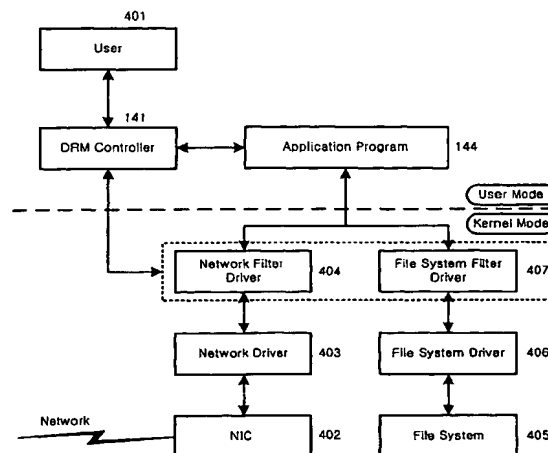 401
User
141
DRM Controller
Application Program
144
User Mode
Kernel Mode
Network Filter
Driver
404
File System Filter
Driver
407
Network Driver
403
File System Driver
406
Network
NIC
402
File System
405